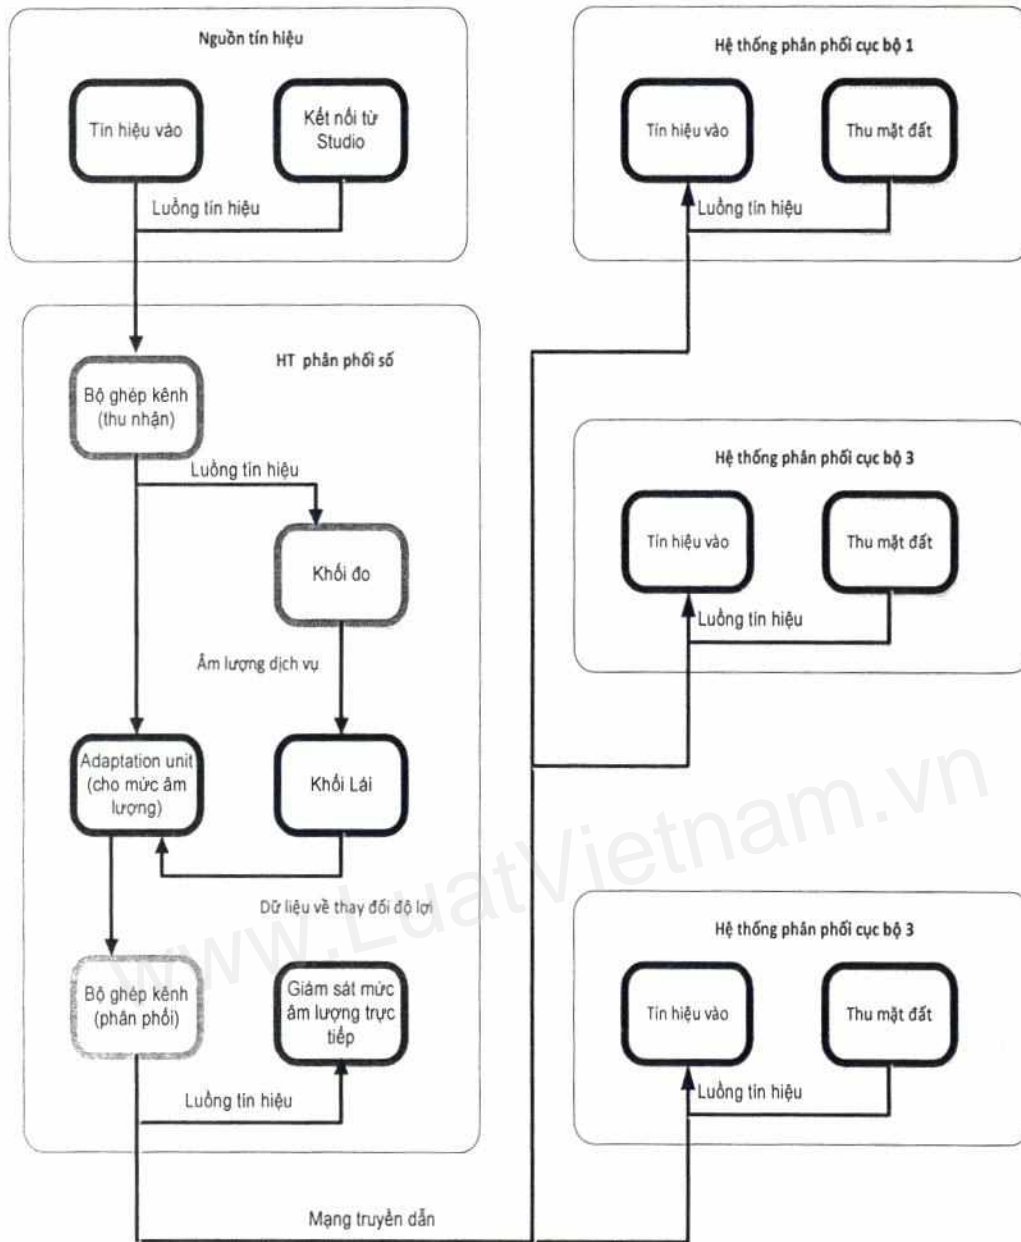 Nguồn tín hiệu
Tín hiệu vào
Kết nối từ
Studio
Luồng tín hiệu
HT phân phối số
Bộ ghép kênh
(thu nhận)
Luồng tín hiệu
Khối đo
Âm lượng dịch vụ
Adaptation unit
(cho mức âm
lượng)
Khối Lái
Dữ liệu về thay đổi độ lợi
Bộ ghép kênh
(phân phối)
Giám sát mức
âm lượng trực
tiếp
Luồng tín hiệu
Mạng truyền dẫn
Hệ thống phân phối cục bộ 1
Tín hiệu vào
Thu mặt đất
Luồng tín hiệu
Hệ thống phân phối cục bộ 3
Tín hiệu vào
Thu mặt đất
Luồng tín hiệu
Hệ thống phân phối cục bộ 3
Tín hiệu vào
Thu mặt đất
Luồng tín hiệu
www.LuatVietnam.vn